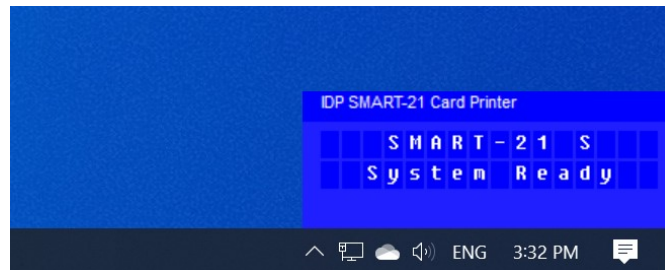 IDP SMART-21 Card Printer
SMART-21 S
System Ready
ENG 3:32 PM